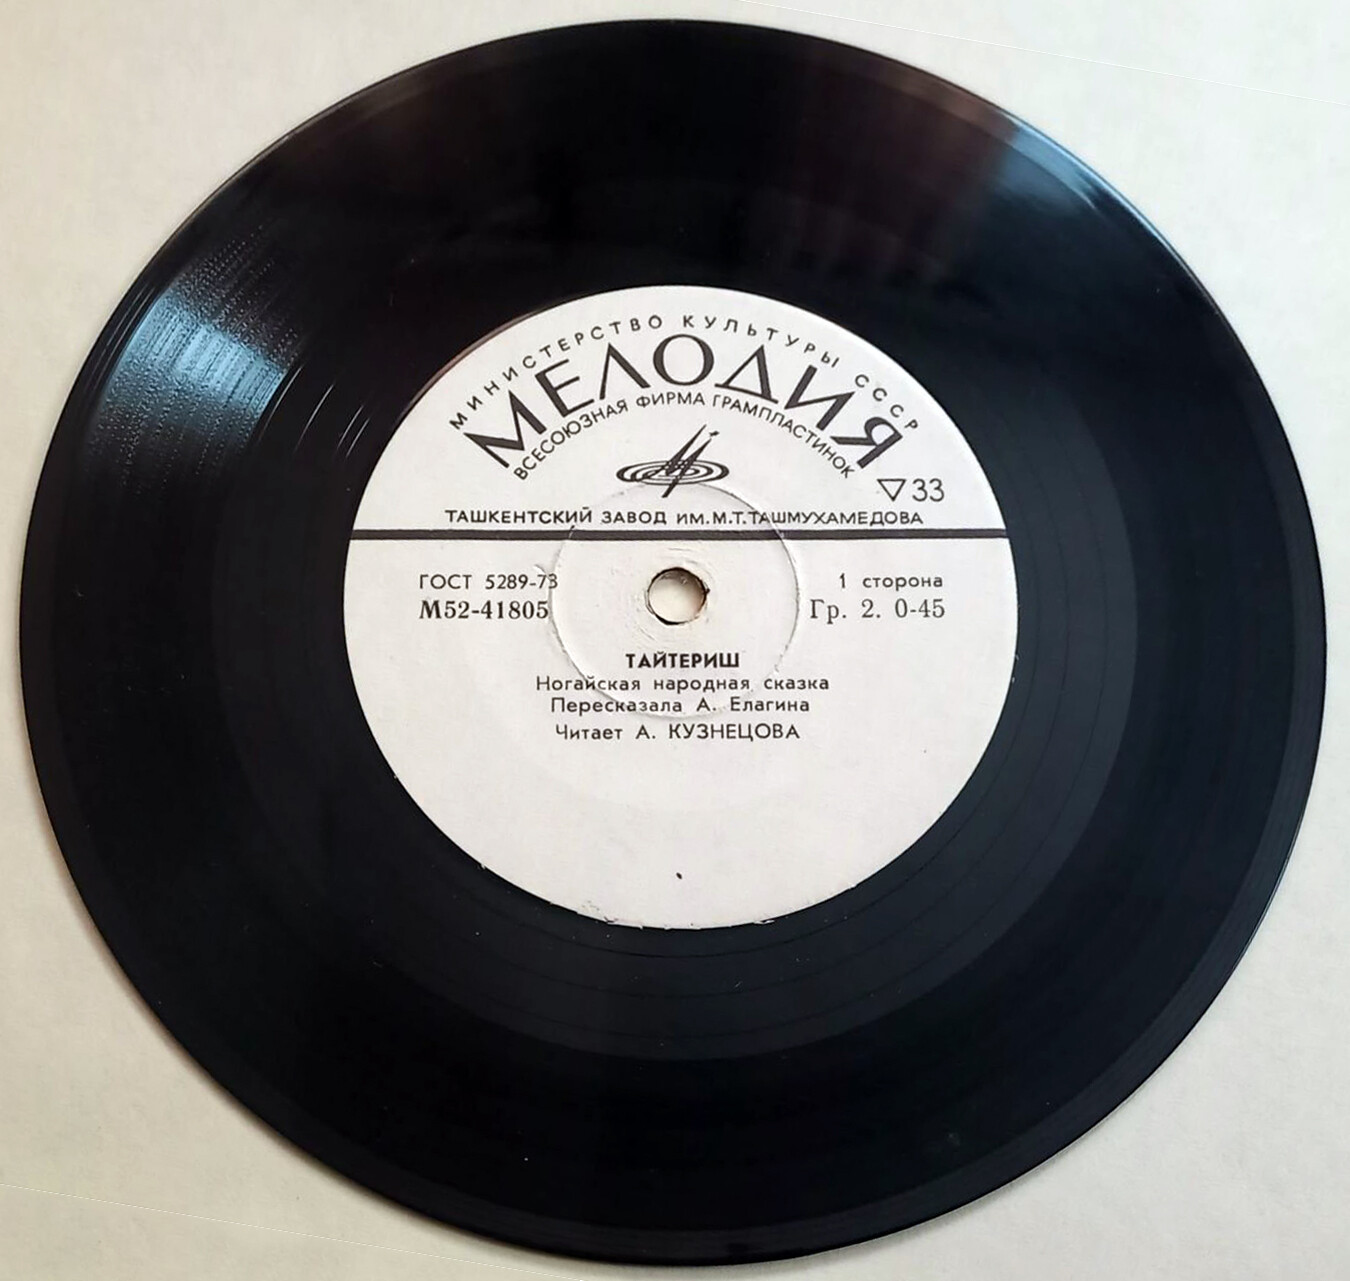 МИНИСТЕРСТВО КУЛЬТУРЫ СССР
МЕЛОДИЯ
ВСЕСОЮЗНАЯ ФИРМА ГРАМПЛАСТИНОК
▽33
ТАШКЕНТСКИЙ ЗАВОД ИМ.М.Т.ТАШМУХАМЕДОВА
ГОСТ 5289-73 1 сторона
М52-41805 Гр. 2. 0-45
ТАЙТЕРИШ
Ногайская народная сказка
Пересказала А. Елагина
Читает А. КУЗНЕЦОВА